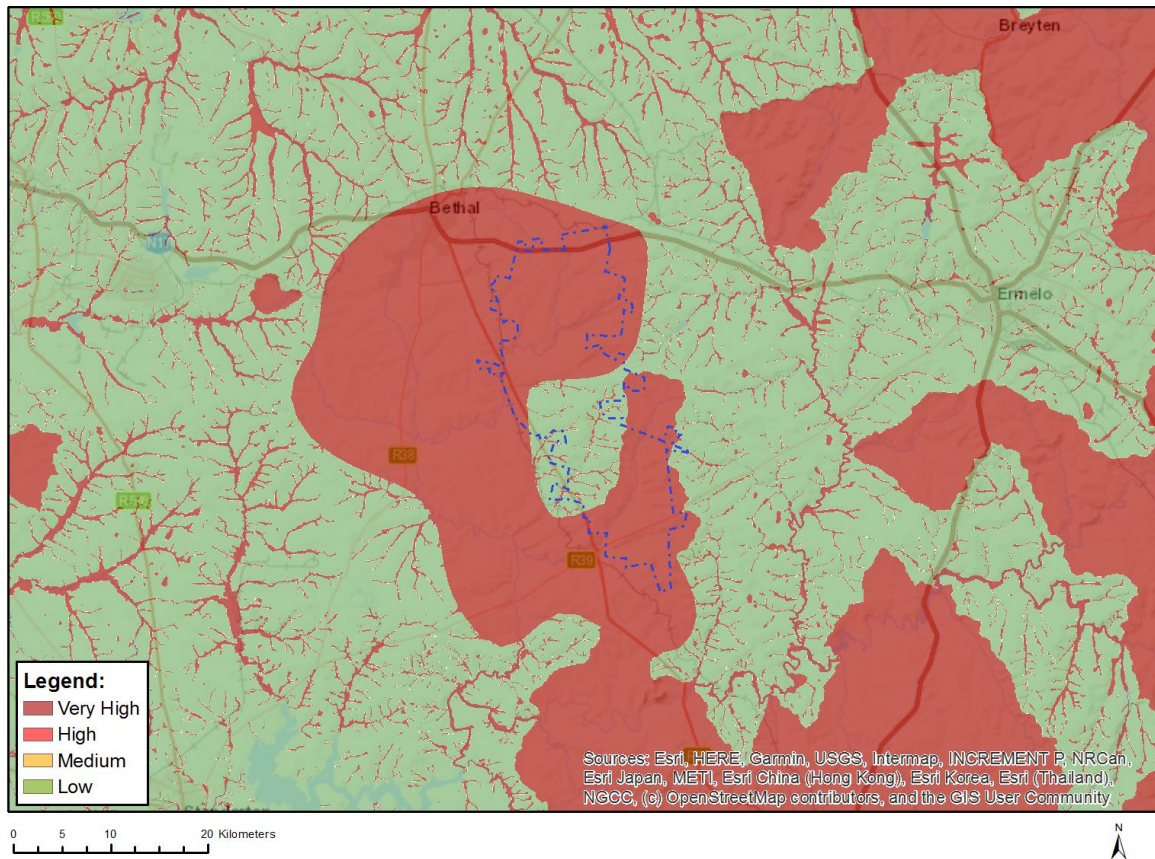 Breyten
Bethal
N17
Ermelo
R38
R39
Legend:
Very High
High
Medium
Low
Sources: Esri, HERE, Garmin, USGS, Intermap, INCREMENT P, NRCan,
Esri Japan, METI, Esri China (Hong Kong), Esri Korea, Esri (Thailand),
NGCC, (c) OpenStreetMap contributors, and the GIS User Community
0 5 10 20 Kilometers
N